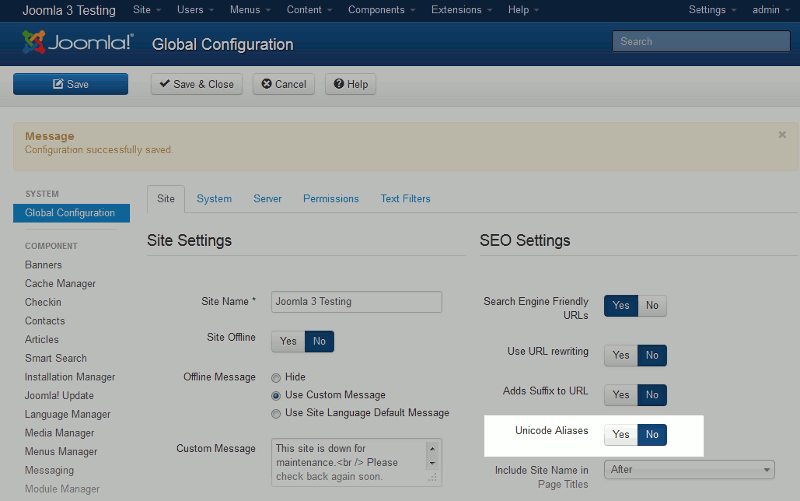 Joomla 3 Testing Site Users Menus Content Components Extensions Help Settings admin
Joomla!® Global Configuration Search
Save Save & Close Cancel Help
Message
Configuration successfully saved.
SYSTEM
Global Configuration
COMPONENT
Banners
Cache Manager
Checkin
Contacts
Articles
Smart Search
Installation Manager
Joomla! Update
Language Manager
Media Manager
Menus Manager
Messaging
Module Manager
Site System Server Permissions Text Filters
Site Settings
Site Name * Joomla 3 Testing
Site Offline Yes No
Offline Message Hide
Use Custom Message
Use Site Language Default Message
Custom Message This site is down for
maintenance.<br /> Please
check back again soon.
SEO Settings
Search Engine Friendly
URLs Yes No
Use URL rewriting Yes No
Adds Suffix to URL Yes No
Unicode Aliases Yes No
Include Site Name in
Page Titles After